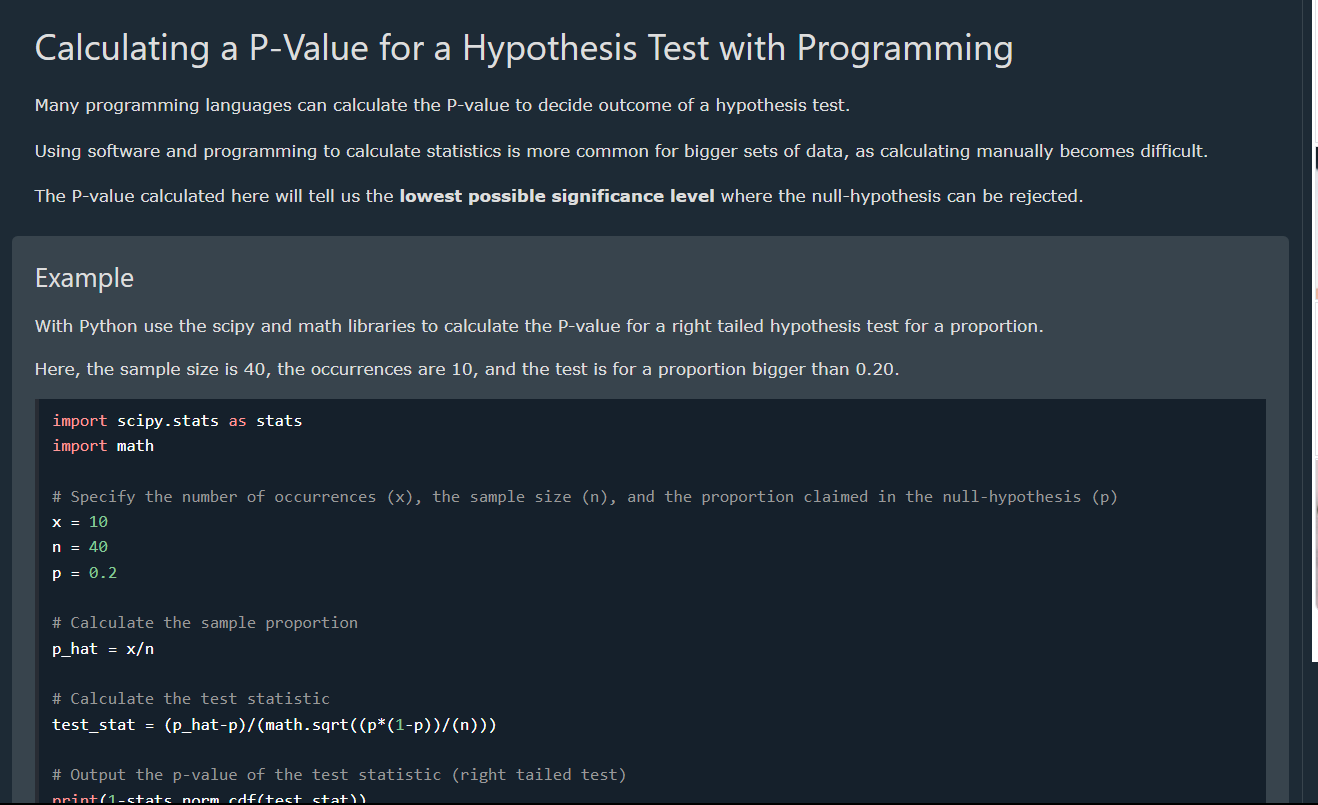 Calculating a P-Value for a Hypothesis Test with Programming
Many programming languages can calculate the P-value to decide outcome of a hypothesis test.
Using software and programming to calculate statistics is more common for bigger sets of data, as calculating manually becomes difficult.
The P-value calculated here will tell us the lowest possible significance level where the null-hypothesis can be rejected.
Example
With Python use the scipy and math libraries to calculate the P-value for a right tailed hypothesis test for a proportion.
Here, the sample size is 40, the occurrences are 10, and the test is for a proportion bigger than 0.20.
import scipy.stats as stats
import math
# Specify the number of occurrences (x), the sample size (n), and the proportion claimed in the null-hypothesis (p)
x = 10
n = 40
p = 0.2
# Calculate the sample proportion
p_hat = x/n
# Calculate the test statistic
test_stat = (p_hat-p)/(math.sqrt((p*(1-p))/(n)))
# Output the p-value of the test statistic (right tailed test)
print(1-stats.norm.cdf(test_stat))